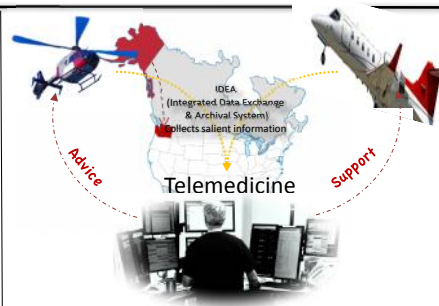 IDEA
(Integrated Data Exchange
& Archival System)
Collects salient information
Telemedicine
Advice
Support